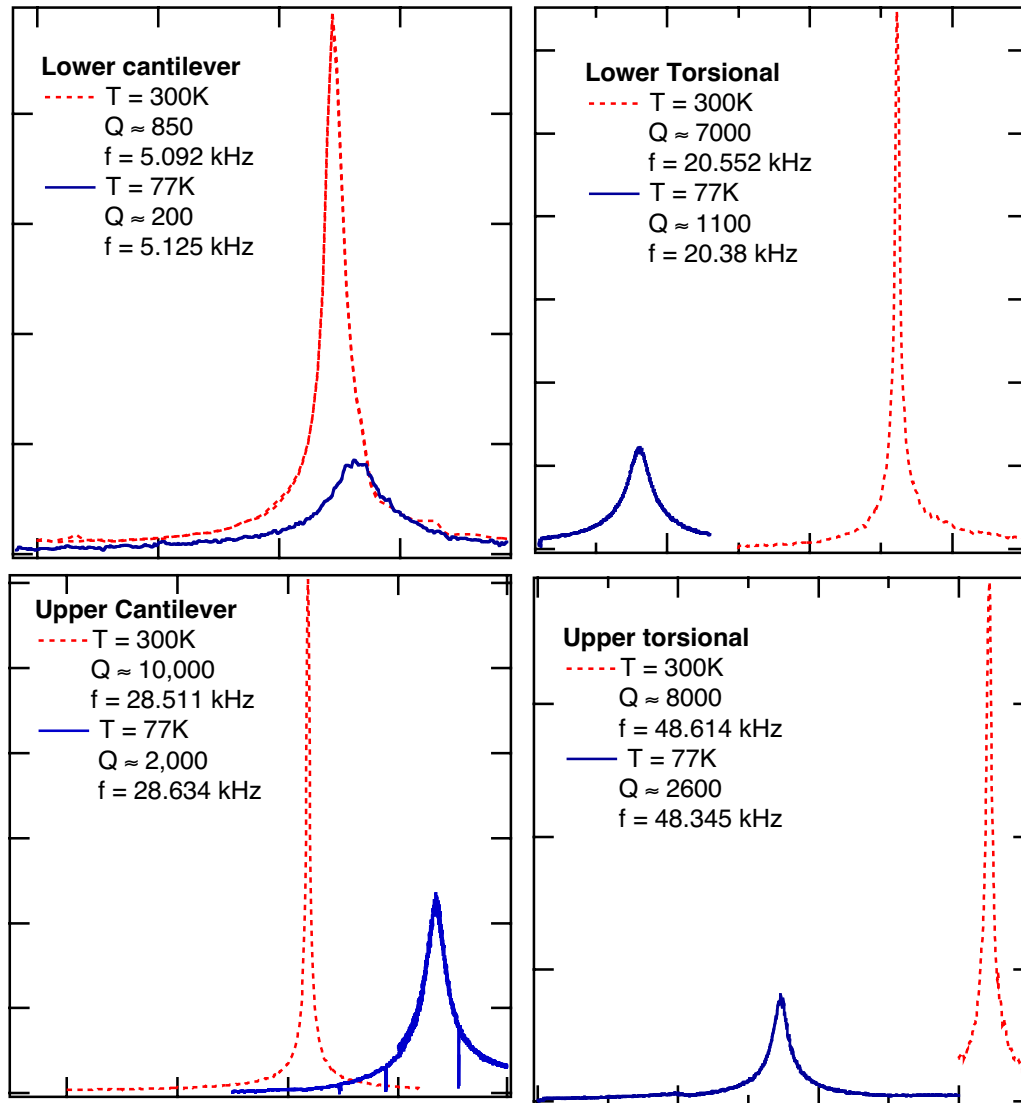 Lower cantilever
T = 300K
Q ≈ 850
f = 5.092 kHz
T = 77K
Q ≈ 200
f = 5.125 kHz
Lower Torsional
T = 300K
Q ≈ 7000
f = 20.552 kHz
T = 77K
Q ≈ 1100
f = 20.38 kHz
Upper Cantilever
T = 300K
Q ≈ 10,000
f = 28.511 kHz
T = 77K
Q ≈ 2,000
f = 28.634 kHz
Upper torsional
T = 300K
Q ≈ 8000
f = 48.614 kHz
T = 77K
Q ≈ 2600
f = 48.345 kHz